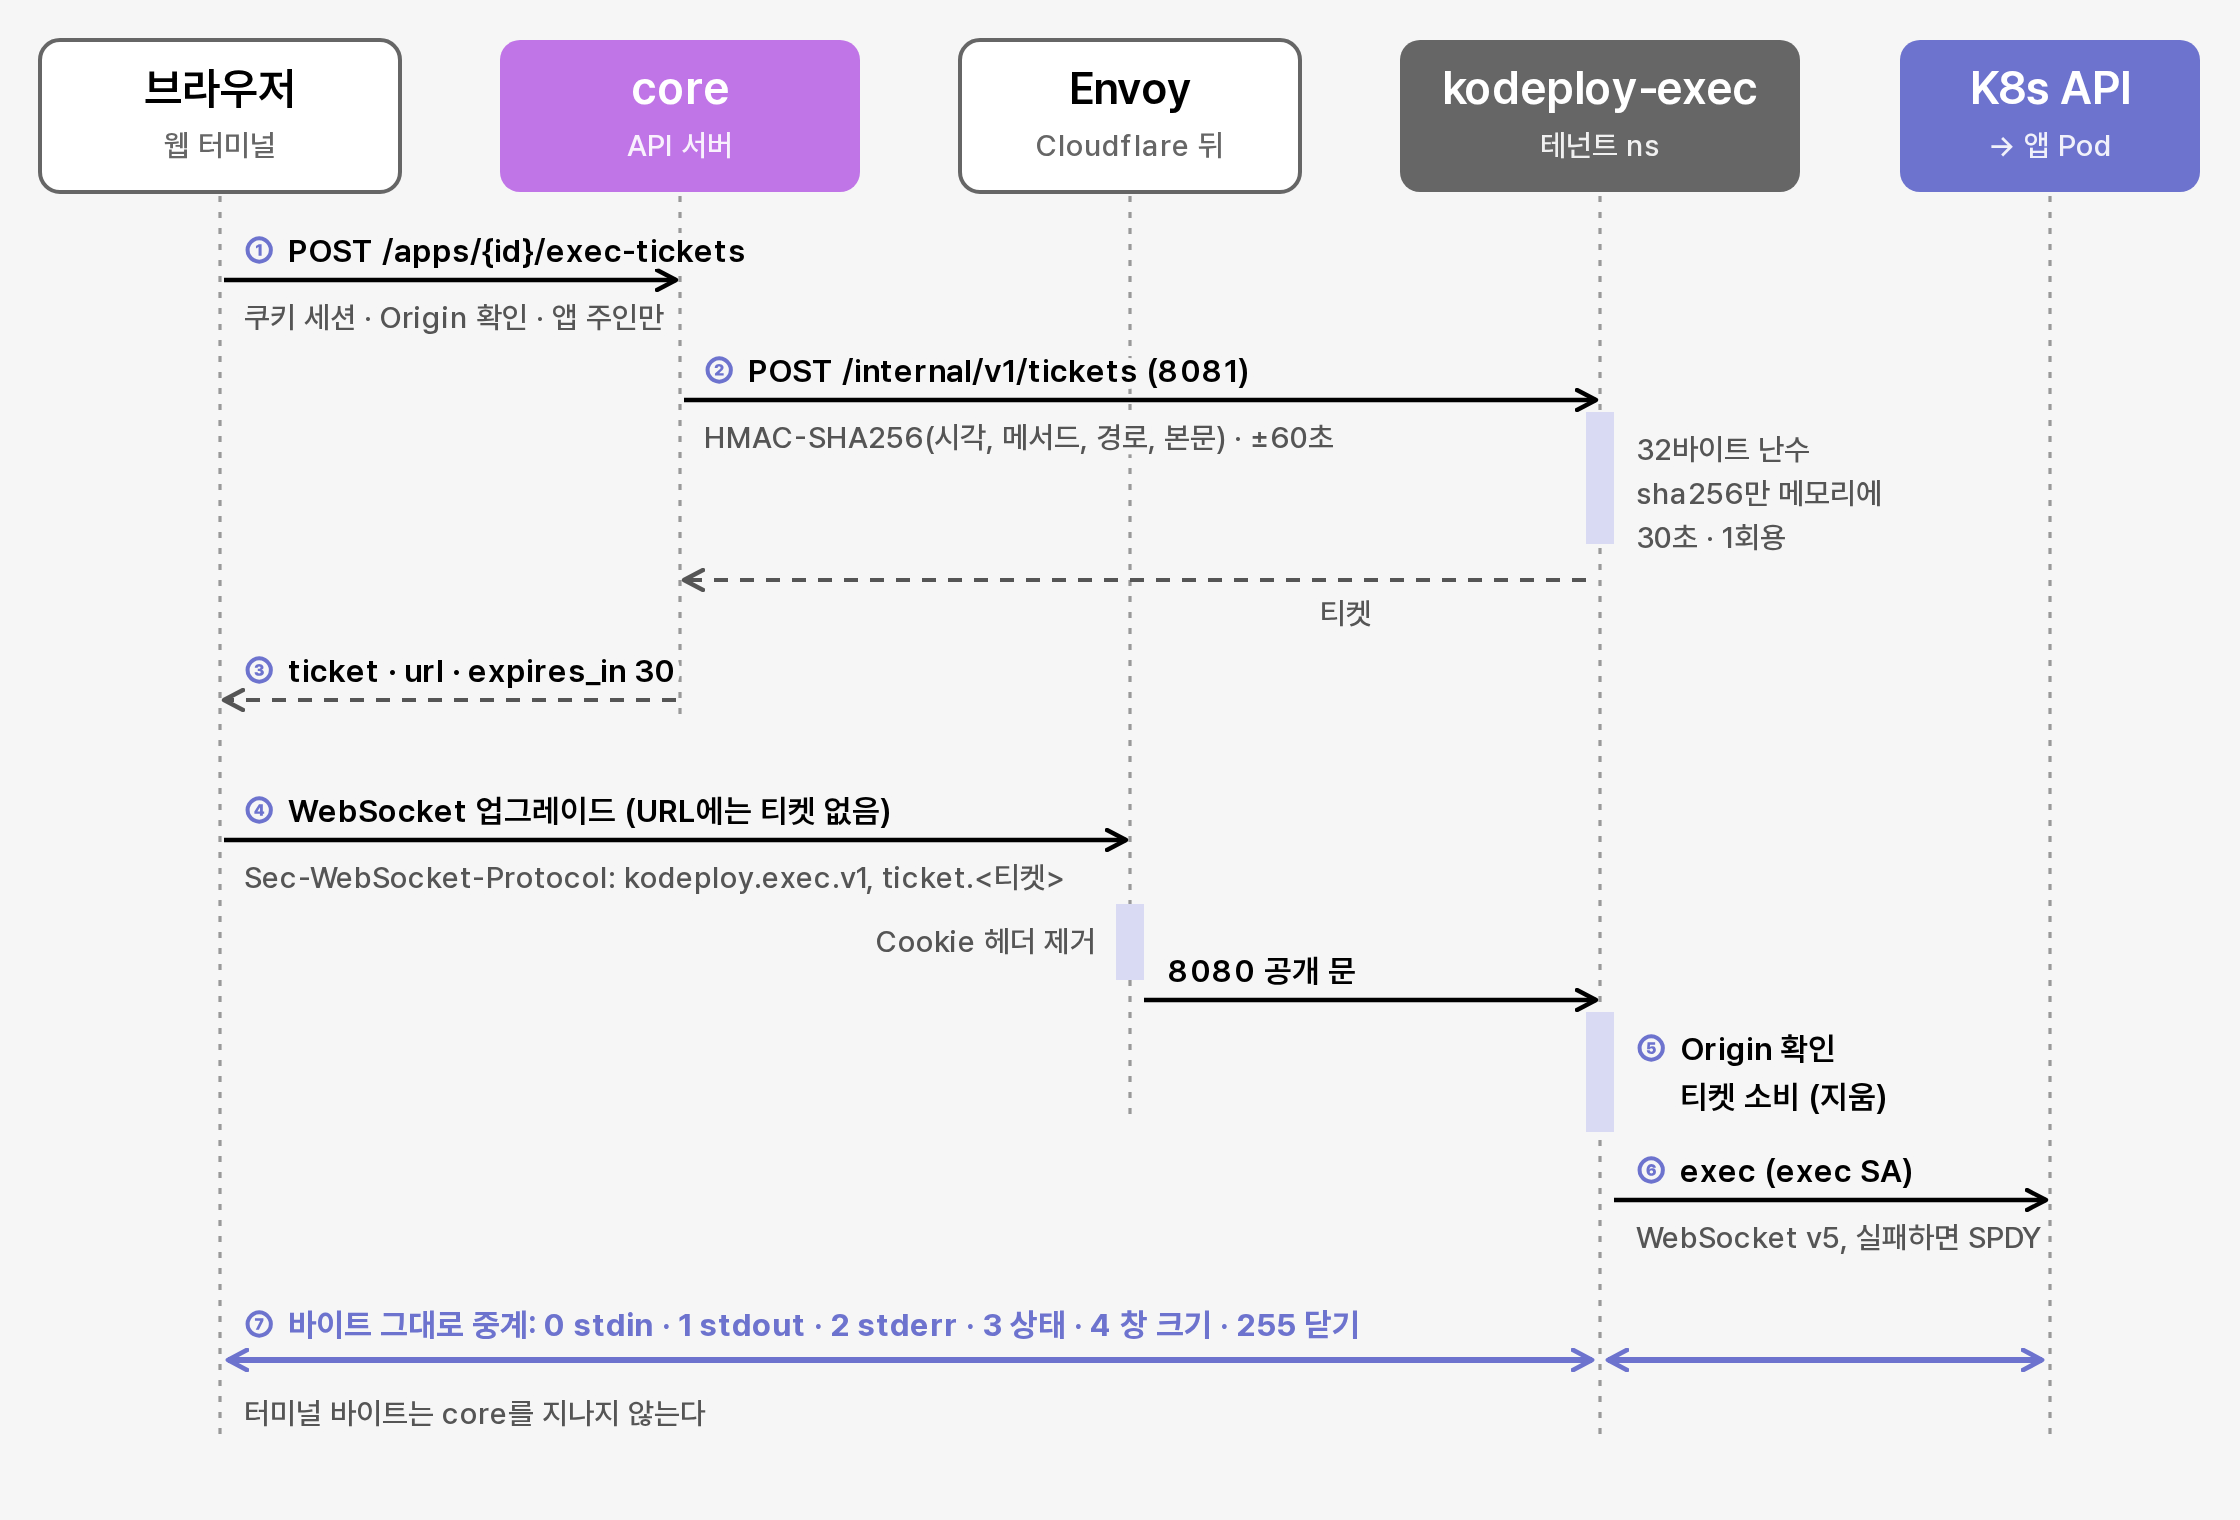 브라우저
웹 터미널
core
API 서버
Envoy
Cloudflare 뒤
kodeploy-exec
테넌트 ns
K8s API
→ 앱 Pod
① POST /apps/{id}/exec-tickets
쿠키 세션 · Origin 확인 · 앱 주인만
② POST /internal/v1/tickets (8081)
HMAC-SHA256(시각, 메서드, 경로, 본문) · ±60초
32바이트 난수
sha256만 메모리에
30초 · 1회용
티켓
③ ticket · url · expires_in 30
④ WebSocket 업그레이드 (URL에는 티켓 없음)
Sec-WebSocket-Protocol: kodeploy.exec.v1, ticket.<티켓>
Cookie 헤더 제거
8080 공개 문
⑤ Origin 확인
티켓 소비 (지움)
⑥ exec (exec SA)
WebSocket v5, 실패하면 SPDY
⑦ 바이트 그대로 중계: 0 stdin · 1 stdout · 2 stderr · 3 상태 · 4 창 크기 · 255 닫기
터미널 바이트는 core를 지나지 않는다